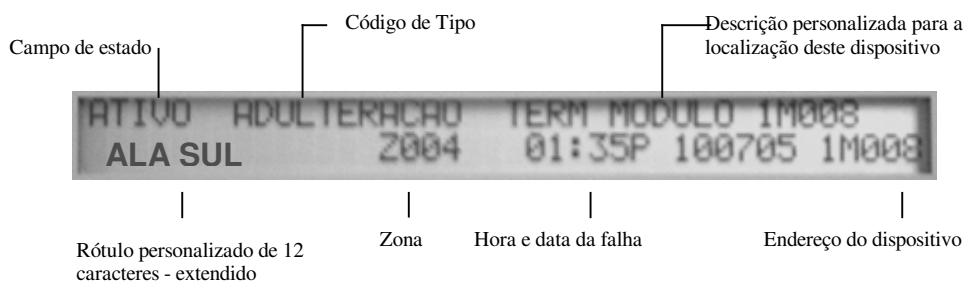 Código de Tipo
Descrição personalizada para a
localização deste dispositivo
Campo de estado
ATIVO ADULTERACAO TERM MODULO 1M008
ALA SUL Z004 01:35P 100705 1M008
Rótulo personalizado de 12
caracteres - extendido
Zona
Hora e data da falha
Endereço do dispositivo